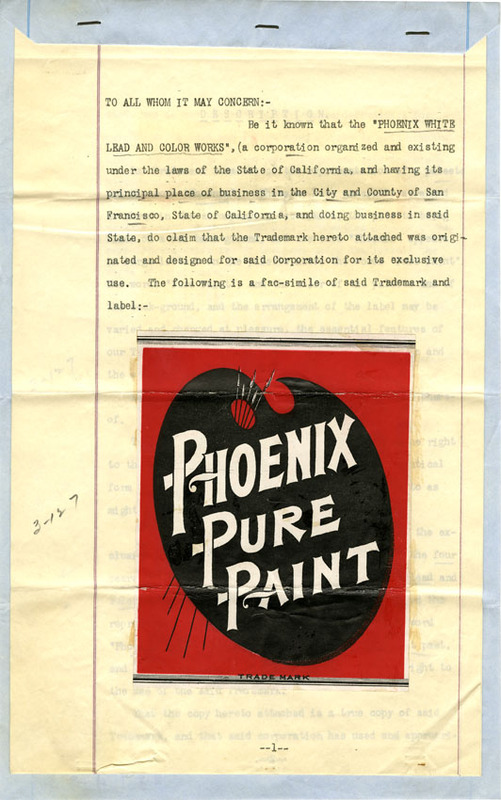 TO ALL WHOM IT MAY CONCERN:-
Be it known that the "PHOENIX WHITE
LEAD AND COLOR WORKS", (a corporation organized and existing
under the laws of the State of California, and having its
principal place of business in the City and County of San
Francisco, State of California, and doing business in said
State, do claim that the Trademark hereto attached was origi-
nated and designed for said Corporation for its exclusive
use. The following is a fac-simile of said Trademark and
label:-
PHOENIX
PURE
PAINT
TRADE MARK
3-127
--1--